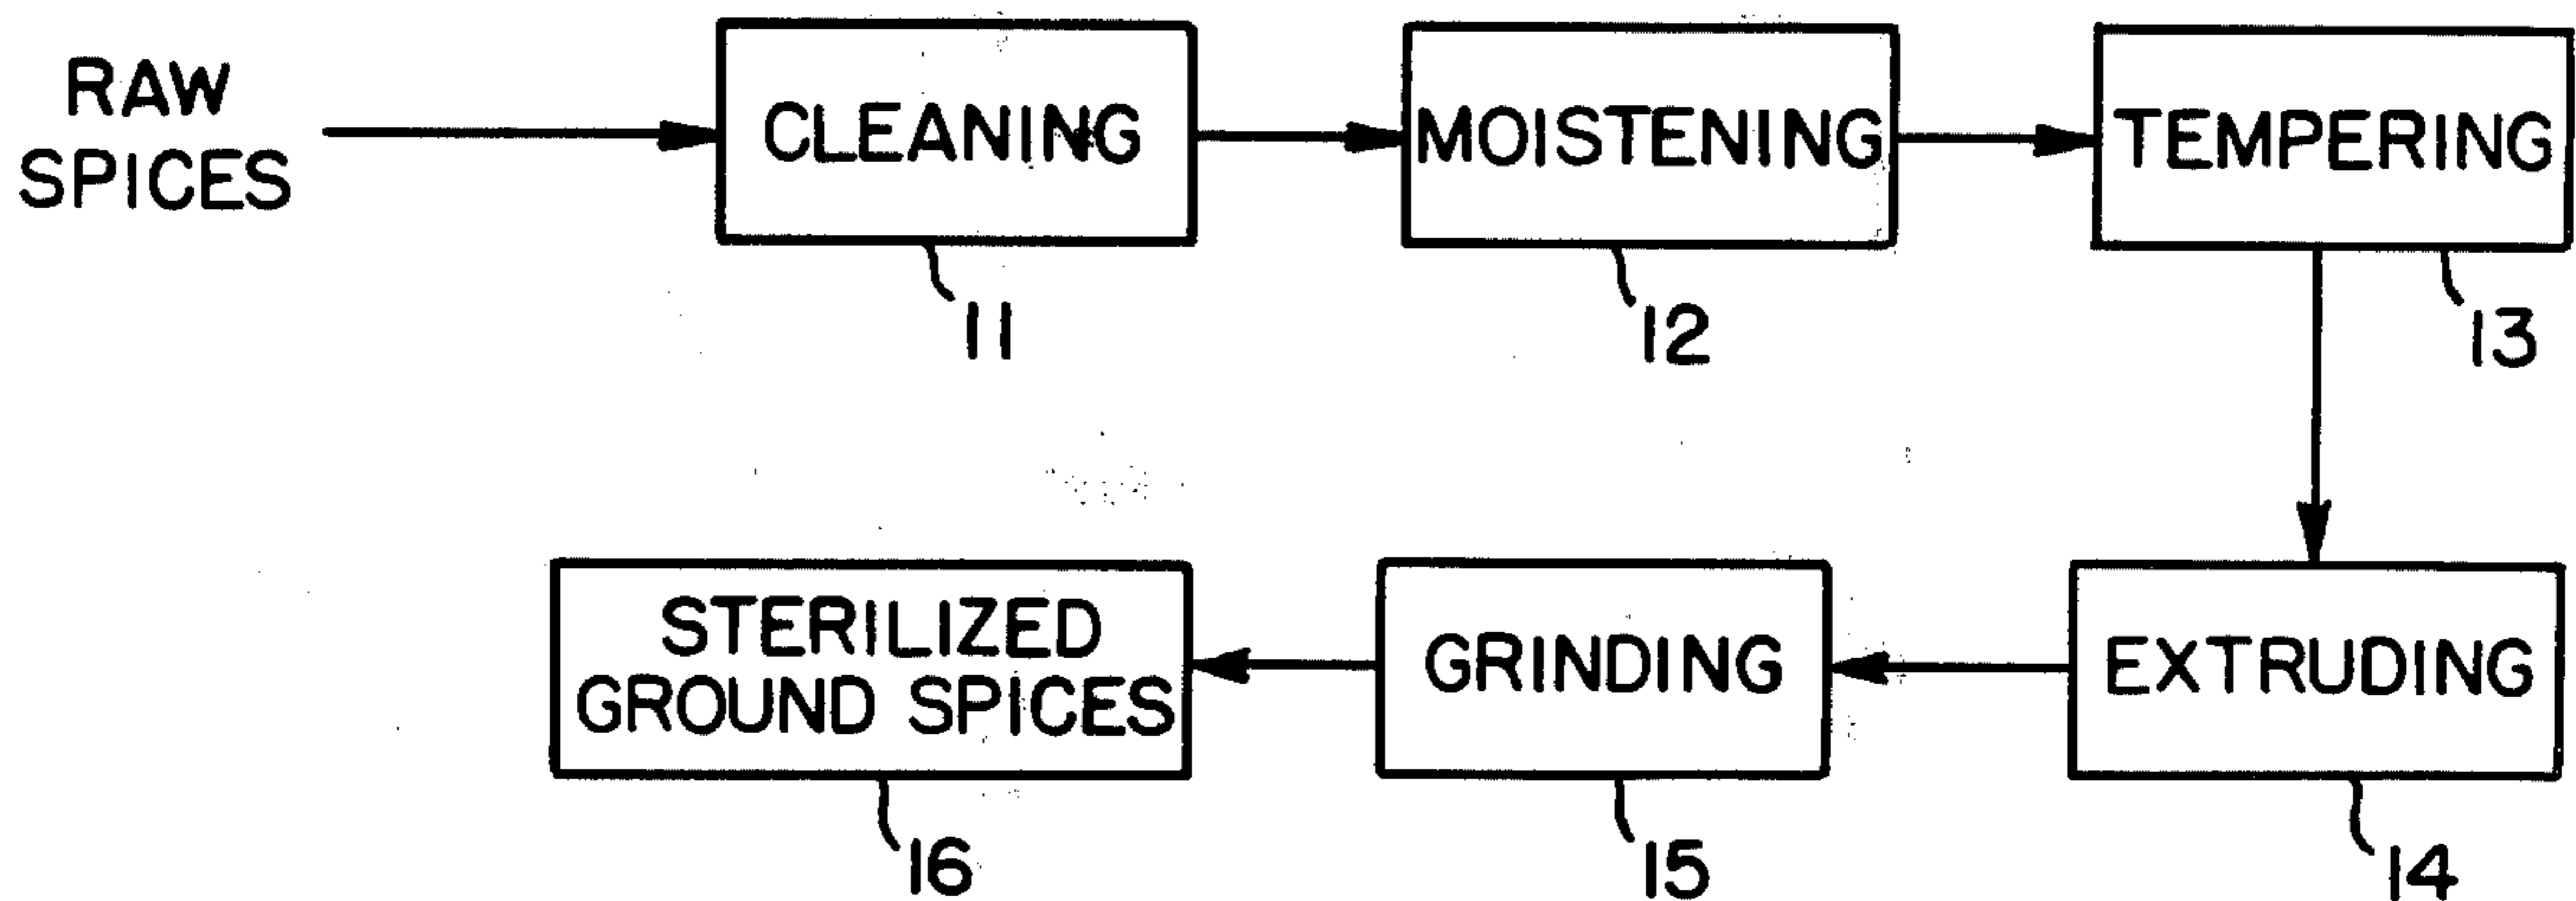 RAW
SPICES
CLEANING
MOISTENING
TEMPERING
11
12
13
STERILIZED
GROUND SPICES
GRINDING
EXTRUDING
16
15
14